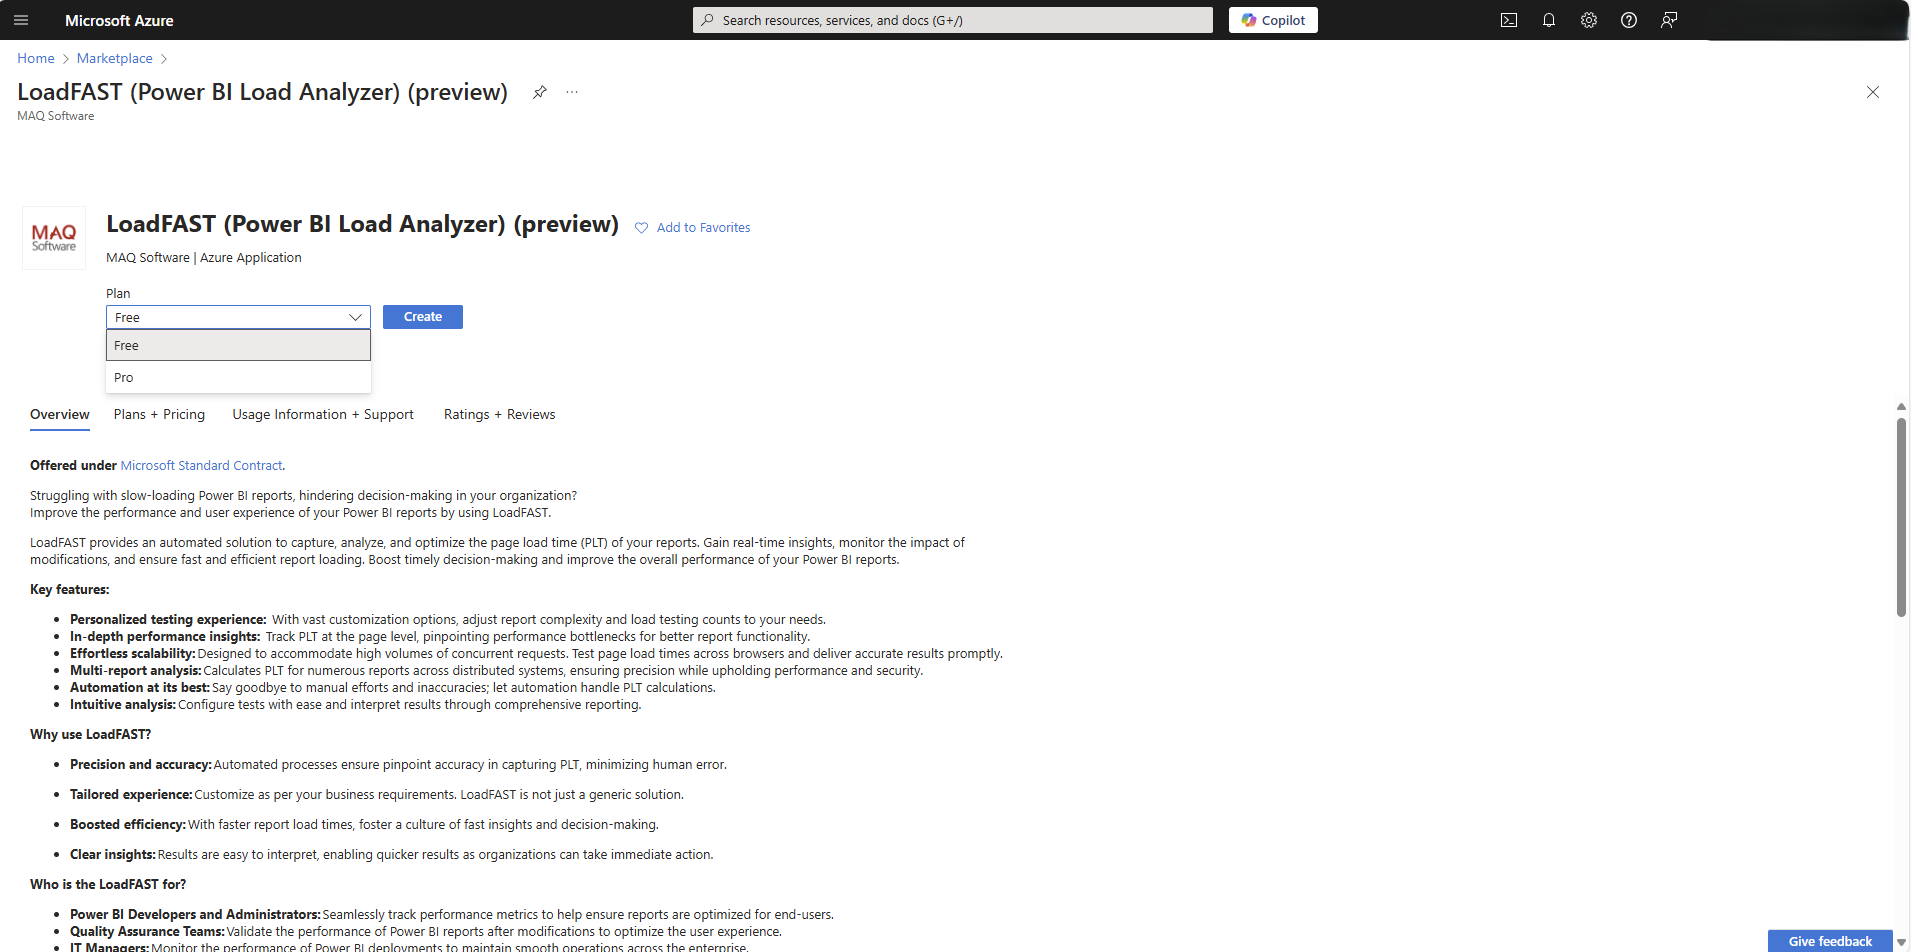 Microsoft Azure
Search resources, services, and docs (G+/)
Copilot
Home
Marketplace
LoadFAST (Power BI Load Analyzer) (preview)
MAQ Software
MAQ
Software
LoadFAST (Power BI Load Analyzer) (preview)
Add to Favorites
MAQ Software | Azure Application
Plan
Free
Create
Free
Pro
Overview
Plans + Pricing
Usage Information + Support
Ratings + Reviews
Offered under Microsoft Standard Contract.
Struggling with slow-loading Power BI reports, hindering decision-making in your organization?
Improve the performance and user experience of your Power BI reports by using LoadFAST.
LoadFAST provides an automated solution to capture, analyze, and optimize the page load time (PLT) of your reports. Gain real-time insights, monitor the impact of
modifications, and ensure fast and efficient report loading. Boost timely decision-making and improve the overall performance of your Power BI reports.
Key features:
• Personalized testing experience: With vast customization options, adjust report complexity and load testing counts to your needs.
• In-depth performance insights: Track PLT at the page level, pinpointing performance bottlenecks for better report functionality.
• Effortless scalability: Designed to accommodate high volumes of concurrent requests. Test page load times across browsers and deliver accurate results promptly.
• Multi-report analysis: Calculates PLT for numerous reports across distributed systems, ensuring precision while upholding performance and security.
• Automation at its best: Say goodbye to manual efforts and inaccuracies; let automation handle PLT calculations.
• Intuitive analysis: Configure tests with ease and interpret results through comprehensive reporting.
Why use LoadFAST?
• Precision and accuracy: Automated processes ensure pinpoint accuracy in capturing PLT, minimizing human error.
• Tailored experience: Customize as per your business requirements. LoadFAST is not just a generic solution.
• Boosted efficiency: With faster report load times, foster a culture of fast insights and decision-making.
• Clear insights: Results are easy to interpret, enabling quicker results as organizations can take immediate action.
Who is the LoadFAST for?
• Power BI Developers and Administrators: Seamlessly track performance metrics to help ensure reports are optimized for end-users.
• Quality Assurance Teams: Validate the performance of Power BI reports after modifications to optimize the user experience.
• IT Managers: Monitor the performance of Power BI deployments to maintain smooth operations across the enterprise.
Give feedback